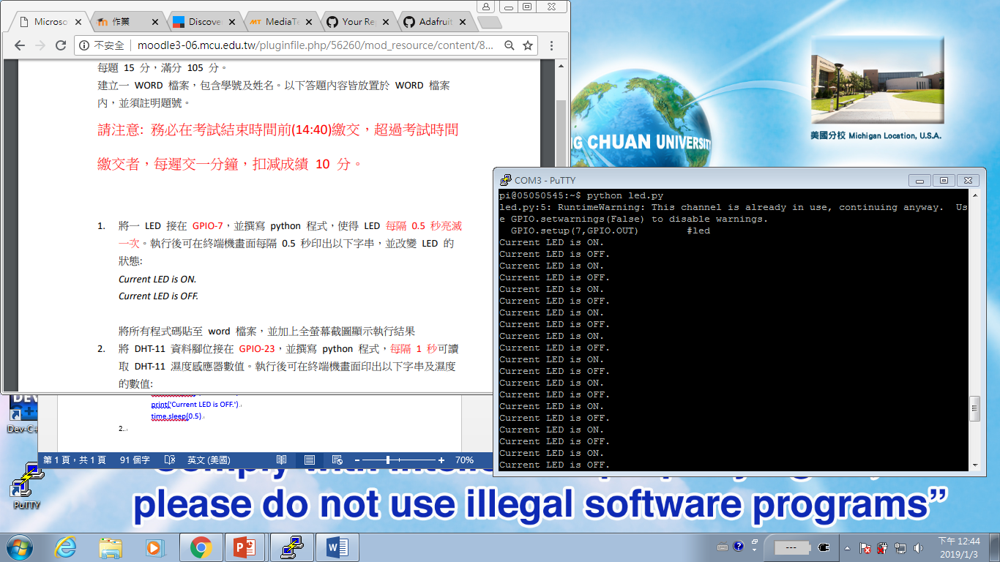 Microso
作業
Discove
MediaTe
Your Re
Adafruit
不安全
moodle3-06.mcu.edu.tw/pluginfile.php/56260/mod_resource/content/8...
每題 15 分，滿分 105 分。
建立一 WORD 檔案，包含學號及姓名。以下答題內容皆放置於 WORD 檔案
內，並須註明題號。
請注意: 務必在考試結束時間前(14:40)繳交，超過考試時間
繳交者，每遲交一分鐘，扣減成績 10 分。
1. 將一 LED 接在 GPIO-7，並撰寫 python 程式，使得 LED 每隔 0.5 秒亮滅
一次。執行後可在終端機畫面每隔 0.5 秒印出以下字串，並改變 LED 的
狀態:
Current LED is ON.
Current LED is OFF.
將所有程式碼貼至 word 檔案，並加上全螢幕截圖顯示執行結果
2. 將 DHT-11 資料腳位接在 GPIO-23，並撰寫 python 程式，每隔 1 秒可讀
取 DHT-11 濕度感應器數值。執行後可在終端機畫面印出以下字串及濕度
的數值:
print('Current LED is OFF.')
time.sleep(0.5)
2.
第 1 頁，共 1 頁 91 個字 英文 (美國) 70%
美國分校 Michigan Location, U.S.A.
CHUAN UNIVERSITY
COM3 - PuTTY
pi@05050545:~$ python led.py
led.py:5: RuntimeWarning: This channel is already in use, continuing anyway.  Us
e GPIO.setwarnings(False) to disable warnings.
GPIO.setup(7,GPIO.OUT) #led
Current LED is ON.
Current LED is OFF.
Current LED is ON.
Current LED is OFF.
Current LED is ON.
Current LED is OFF.
Current LED is ON.
Current LED is OFF.
Current LED is ON.
Current LED is OFF.
Current LED is ON.
Current LED is OFF.
Current LED is ON.
Current LED is OFF.
Current LED is ON.
Current LED is OFF.
Current LED is ON.
Current LED is OFF.
Current LED is ON.
Current LED is OFF.
Dev-C+
PuTTY
please do not use illegal software programs”
下午 12:44
2019/1/3